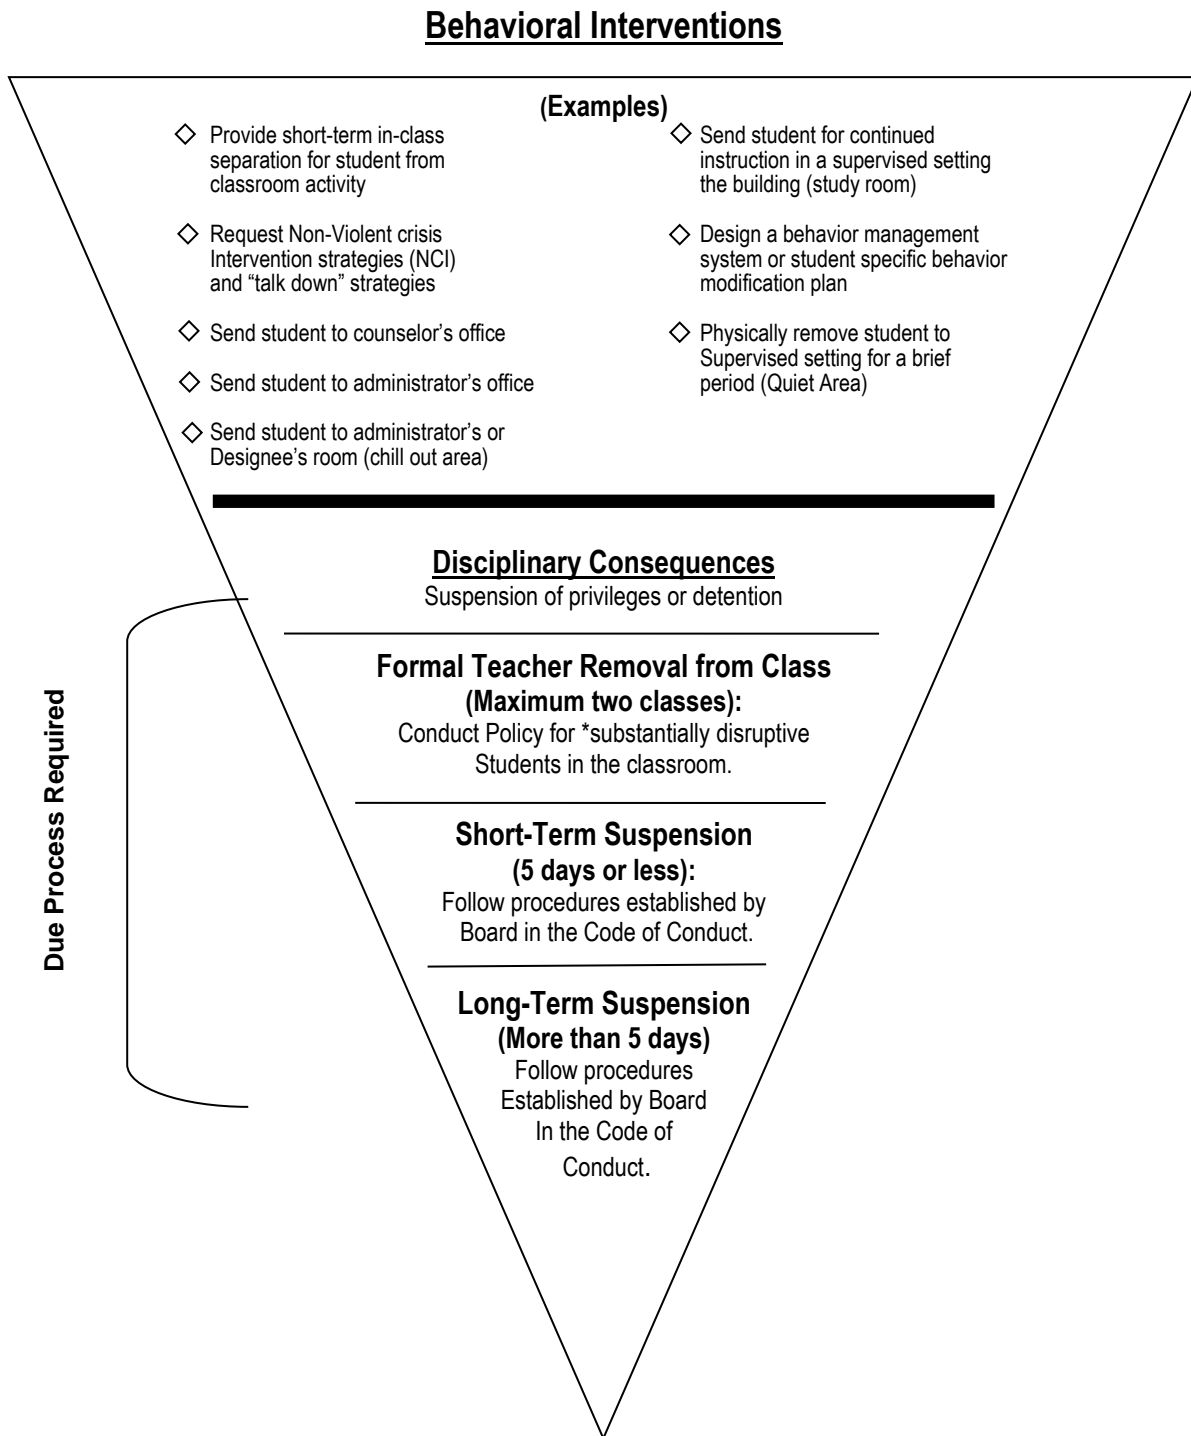 Behavioral Interventions
(Examples)
Provide short-term in-class
separation for student from
classroom activity
Request Non-Violent crisis
Intervention strategies (NCI)
and “talk down” strategies
Send student to counselor’s office
Send student to administrator’s office
Send student to administrator’s or
Designee’s room (chill out area)
Send student for continued
instruction in a supervised setting
the building (study room)
Design a behavior management
system or student specific behavior
modification plan
Physically remove student to
Supervised setting for a brief
period (Quiet Area)
Disciplinary Consequences
Suspension of privileges or detention
Due Process Required
Formal Teacher Removal from Class
(Maximum two classes):
Conduct Policy for *substantially disruptive
Students in the classroom.
Short-Term Suspension
(5 days or less):
Follow procedures established by
Board in the Code of Conduct.
Long-Term Suspension
(More than 5 days)
Follow procedures
Established by Board
In the Code of
Conduct.